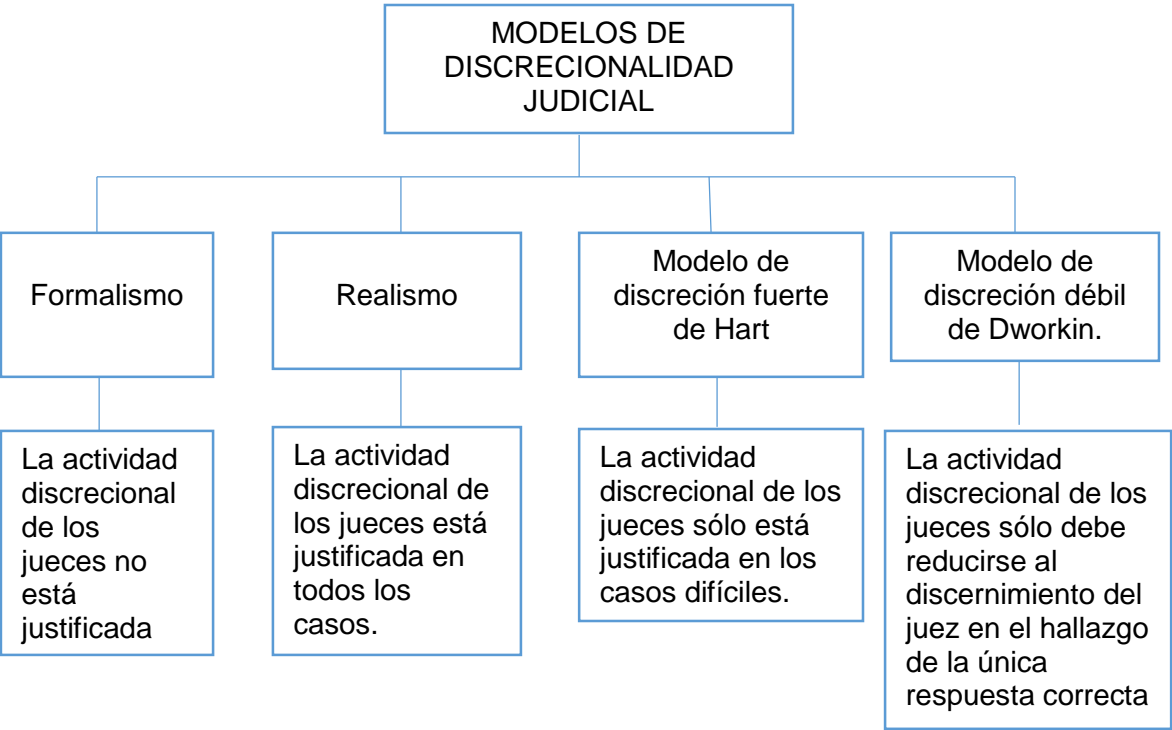 MODELOS DE
DISCRECIONALIDAD
JUDICIAL
Formalismo
Realismo
Modelo de
discreción fuerte
de Hart
Modelo de
discreción débil
de Dworkin.
La actividad
discrecional
de los
jueces no
está
justificada
La actividad
discrecional de
los jueces está
justificada en
todos los
casos.
La actividad
discrecional de los
jueces sólo está
justificada en los
casos difíciles.
La actividad
discrecional de los
jueces sólo debe
reducirse al
discernimiento del
juez en el hallazgo
de la única
respuesta correcta